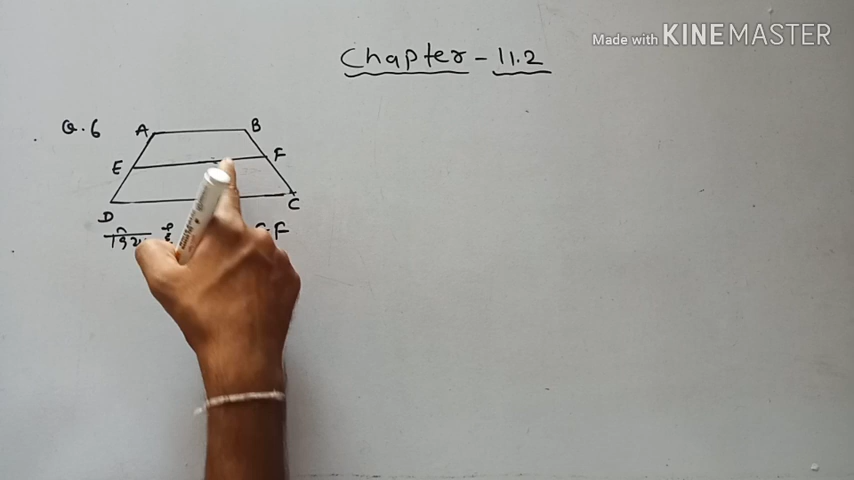 Made with KINEMASTER
Chapter - 11.2
Q. 6
A B
E F
D C
F